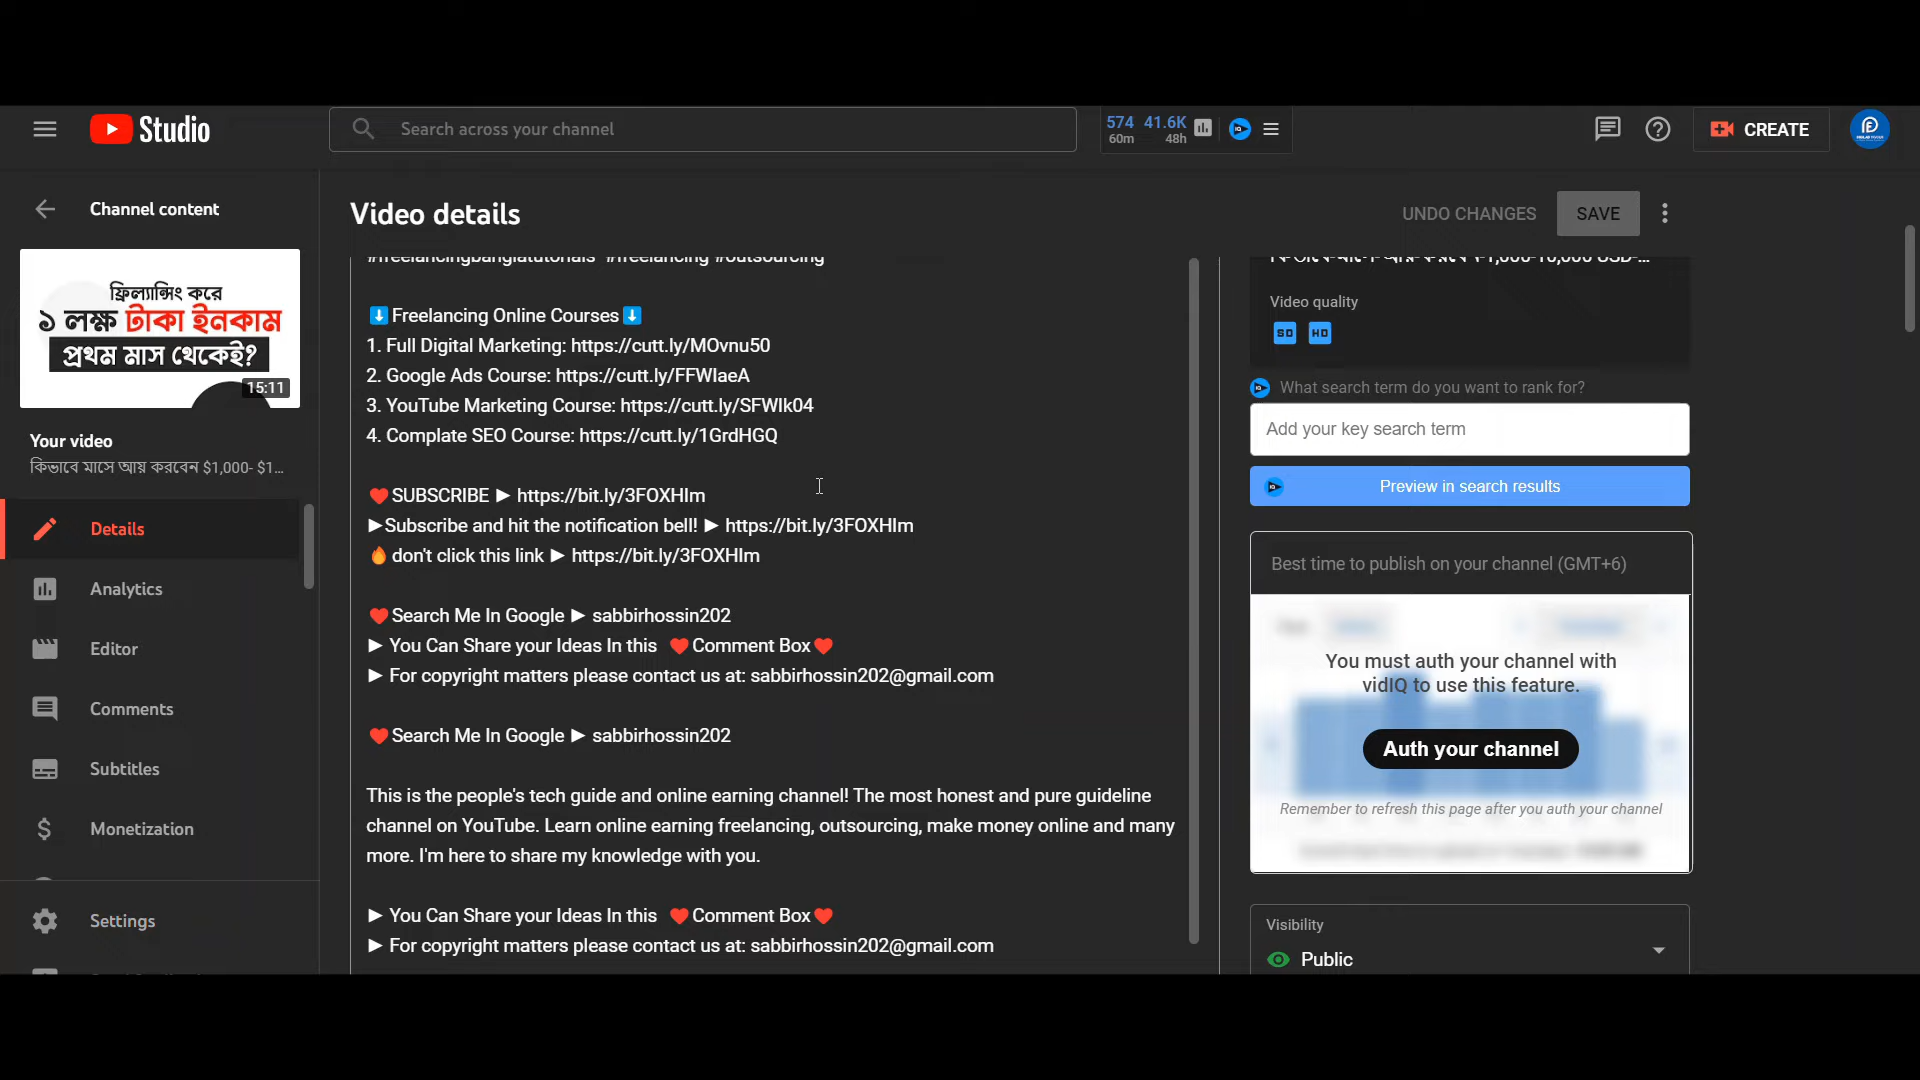 Studio
Search across your channel
574 41.6K
60m 48h
CREATE
Channel content
Video details
UNDO CHANGES
SAVE
ফ্রিল্যান্সিং করে
১ লক্ষ টাকা ইনকাম
প্রথম মাস থেকেই?
15:11
Your video
কিভাবে মাসে আয় করবেন $1,000- $1...
Details
Analytics
Editor
Comments
Subtitles
Monetization
Settings
#freelancingbanglatutorials #freelancing #outsourcing
Freelancing Online Courses
1. Full Digital Marketing: https://cutt.ly/MOvnu50
2. Google Ads Course: https://cutt.ly/FFWIaeA
3. YouTube Marketing Course: https://cutt.ly/SFWIk04
4. Complate SEO Course: https://cutt.ly/1GrdHGQ
❤️SUBSCRIBE ► https://bit.ly/3FOXHIm
►Subscribe and hit the notification bell! ► https://bit.ly/3FOXHIm
🔥 don't click this link ► https://bit.ly/3FOXHIm
❤️Search Me In Google ► sabbirhossin202
► You Can Share your Ideas In this ❤️Comment Box❤️
► For copyright matters please contact us at: sabbirhossin202@gmail.com
❤️Search Me In Google ► sabbirhossin202
This is the people's tech guide and online earning channel! The most honest and pure guideline
channel on YouTube. Learn online earning freelancing, outsourcing, make money online and many
more. I'm here to share my knowledge with you.
► You Can Share your Ideas In this ❤️Comment Box❤️
► For copyright matters please contact us at: sabbirhossin202@gmail.com
Video quality
SD HD
What search term do you want to rank for?
Add your key search term
Preview in search results
Best time to publish on your channel (GMT+6)
You must auth your channel with
vidIQ to use this feature.
Auth your channel
Remember to refresh this page after you auth your channel
Visibility
Public